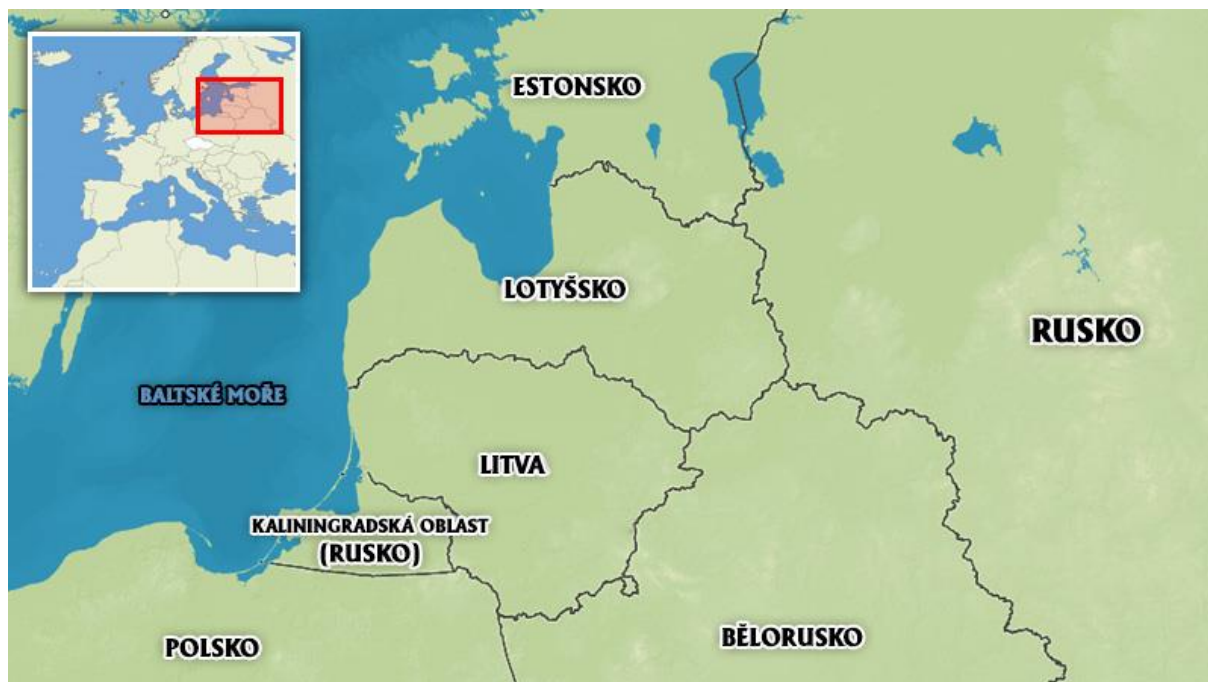 ESTONSKO
LOTYŠSKO
RUSKO
BALTSKÉ MOŘE
LITVA
KALININGRADSKÁ OBLAST
(RUSKO)
POLSKO
BĚLORUSKO